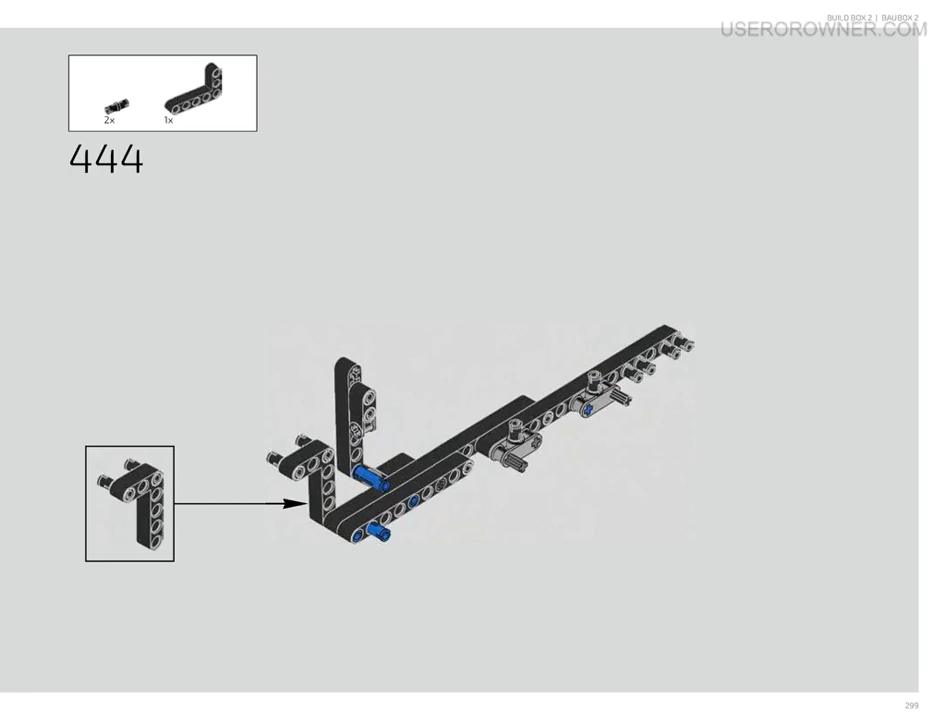 BUILD BOX 2 | BAUBOX 2
USEROROWNER.COM
2x
1x
444
299